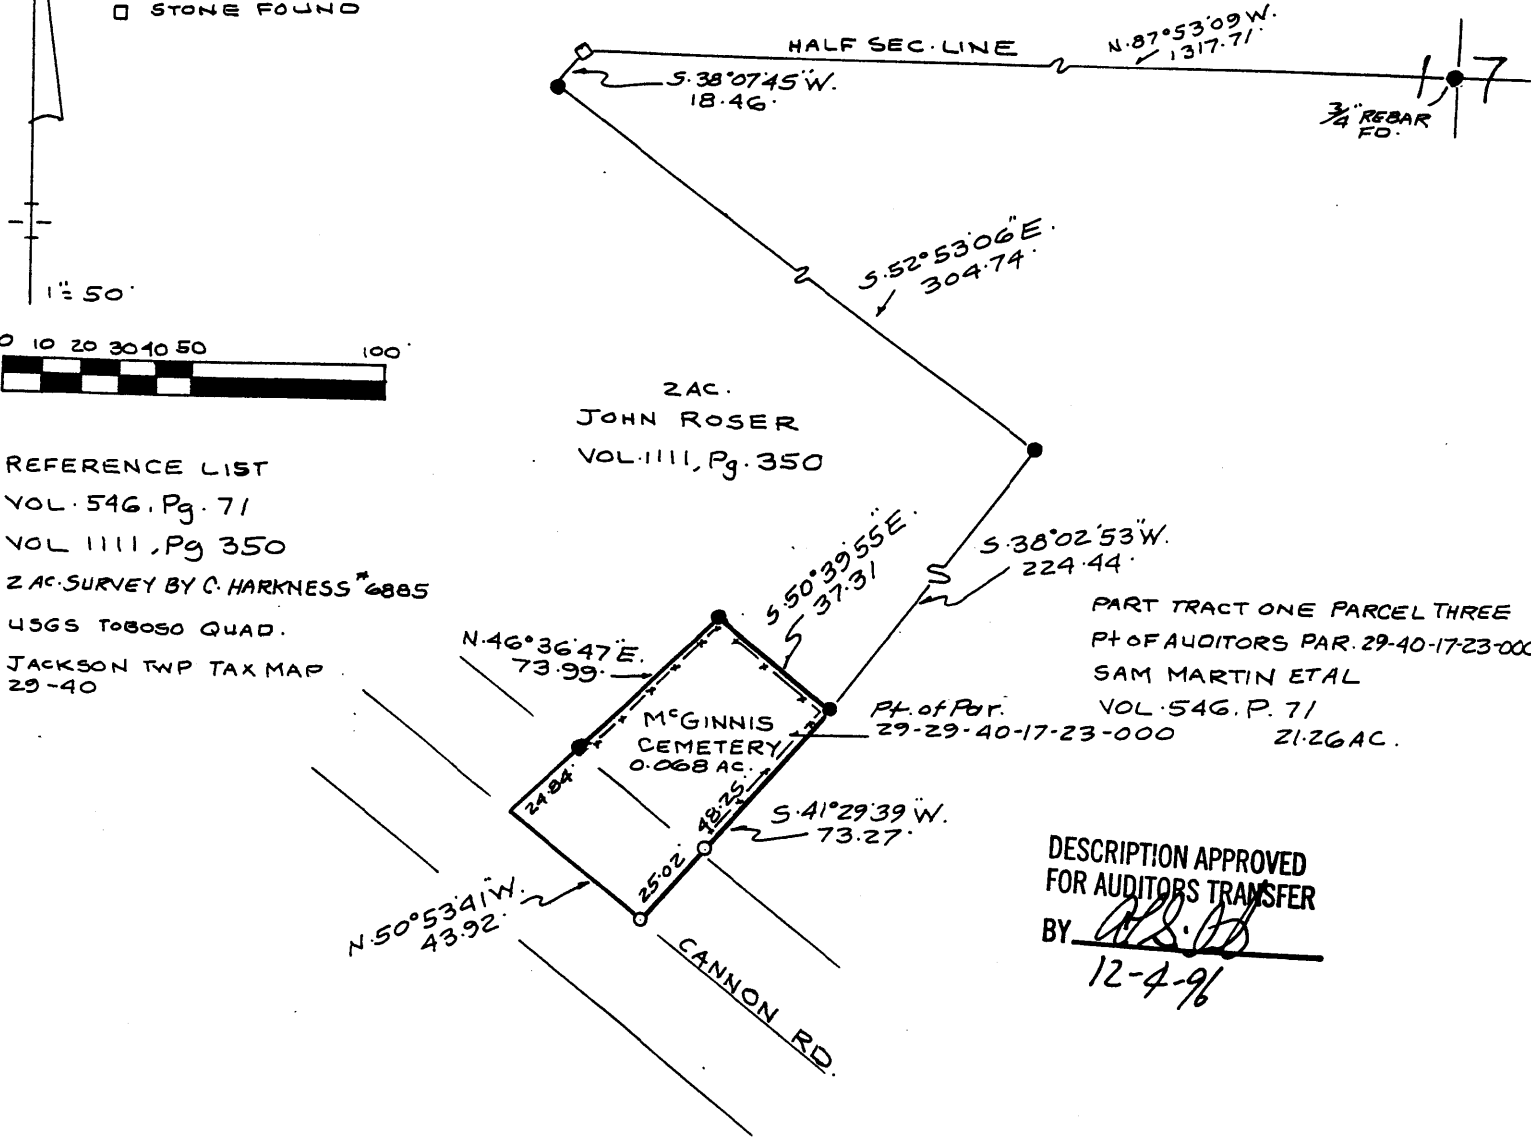 □ STONE FOUND
HALF SEC. LINE
N.87°53'09"W.
1317.71'
17
3/4" REBAR
FD.
S.38°07'45"W.
18.46'
S.52°53'06"E.
304.74'
1"= 50'
0 10 20 30 40 50 100'
2 AC.
JOHN ROSER
VOL.1111, Pg. 350
REFERENCE LIST
VOL. 546, Pg. 71
VOL 1111, Pg 350
2 AC. SURVEY BY C. HARKNESS #6885
USGS TOBOSO QUAD.
JACKSON TWP TAX MAP
29-40
S.50°39'55"E.
37.31
S.38°02'53"W.
224.44'
PART TRACT ONE PARCEL THREE
Pt OF AUDITORS PAR. 29-40-17-23-000
SAM MARTIN ETAL
VOL.546, P. 71
21.26 AC.
N.46°36'47"E.
73.99'
McGINNIS
CEMETERY
0.068 AC.
Pt. of Par.
29-29-40-17-23-000
24.84'
48.25'
25.02'
S.41°29'39"W.
73.27'
N.50°53'41"W.
43.92'
CANNON RD.
DESCRIPTION APPROVED
FOR AUDITORS TRANSFER
BY
12-4-96